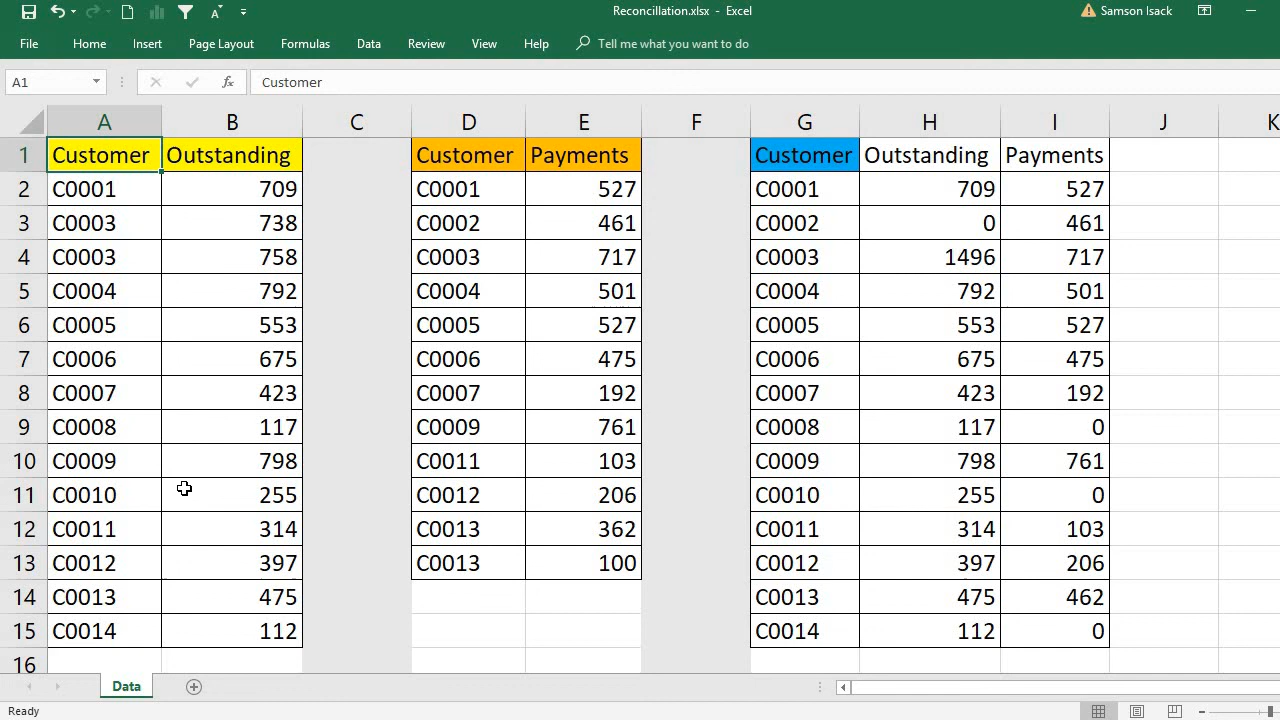 Reconcillation.xlsx - Excel
Samson Isack
File Home Insert Page Layout Formulas Data Review View Help Tell me what you want to do
A1 fx Customer
A B C D E F G H I J K
1 Customer Outstanding Customer Payments Customer Outstanding Payments
2 C0001 709 C0001 527 C0001 709 527
3 C0003 738 C0002 461 C0002 0 461
4 C0003 758 C0003 717 C0003 1496 717
5 C0004 792 C0004 501 C0004 792 501
6 C0005 553 C0005 527 C0005 553 527
7 C0006 675 C0006 475 C0006 675 475
8 C0007 423 C0007 192 C0007 423 192
9 C0008 117 C0009 761 C0008 117 0
10 C0009 798 C0011 103 C0009 798 761
11 C0010 255 C0012 206 C0010 255 0
12 C0011 314 C0013 362 C0011 314 103
13 C0012 397 C0013 100 C0012 397 206
14 C0013 475 C0013 475 462
15 C0014 112 C0014 112 0
16
Data
Ready